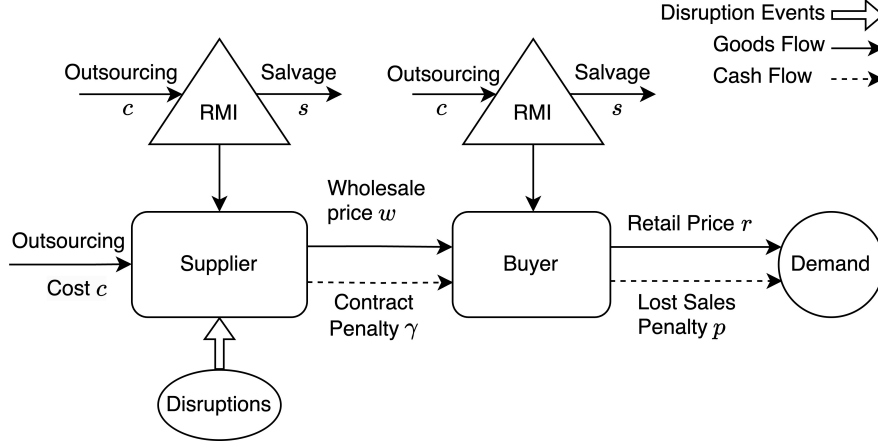 Disruption Events
Goods Flow
Cash Flow
Outsourcing
c
RMI
Salvage
s
Outsourcing
c
RMI
Salvage
s
Outsourcing
Cost c
Supplier
Wholesale
price w
Contract
Penalty γ
Buyer
Retail Price r
Lost Sales
Penalty p
Demand
Disruptions